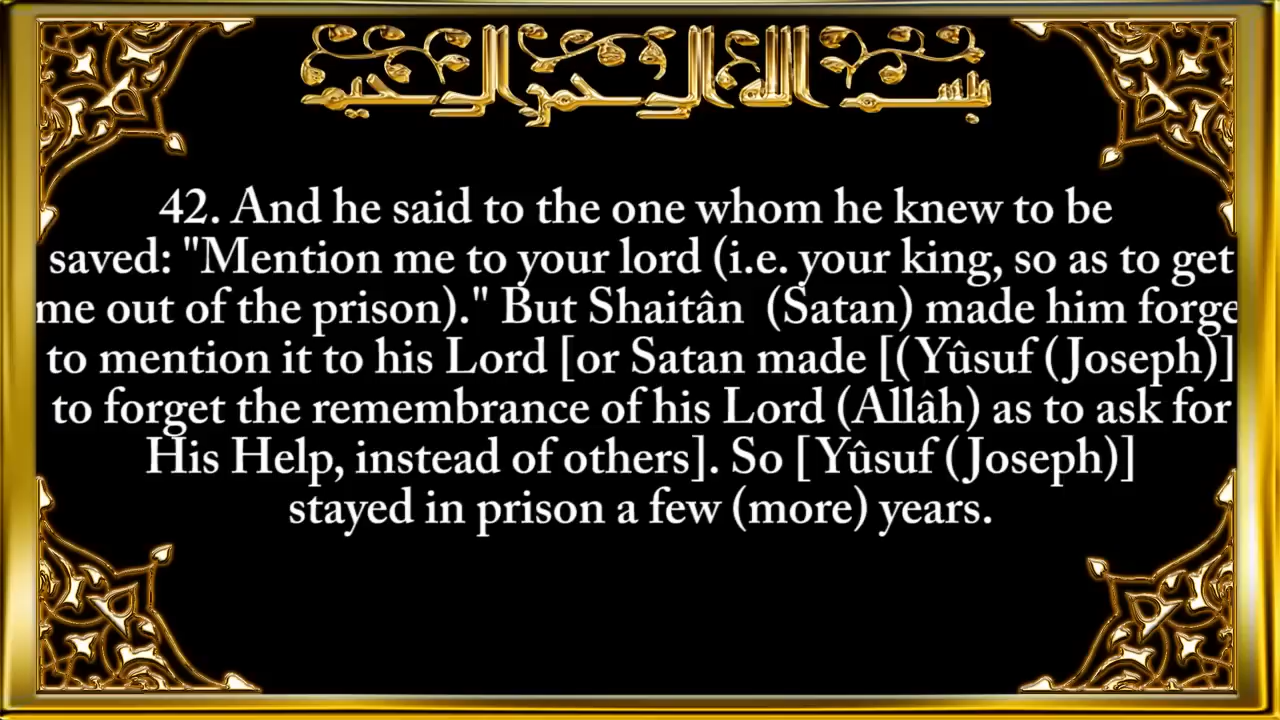 بسم الله الرحمن الرحيم
42. And he said to the one whom he knew to be
saved: "Mention me to your lord (i.e. your king, so as to get
me out of the prison)." But Shaitân (Satan) made him forge
to mention it to his Lord [or Satan made [(Yûsuf (Joseph)]
to forget the remembrance of his Lord (Allâh) as to ask for
His Help, instead of others]. So [Yûsuf (Joseph)]
stayed in prison a few (more) years.